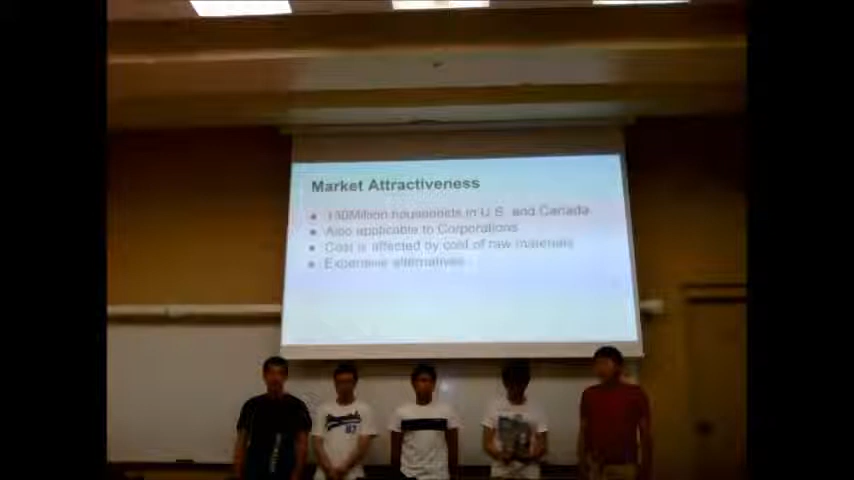 Market Attractiveness
● 130Million households in U.S. and Canada
● Also applicable to Corporations
● Cost is affected by cost of raw materials
● Expensive alternatives